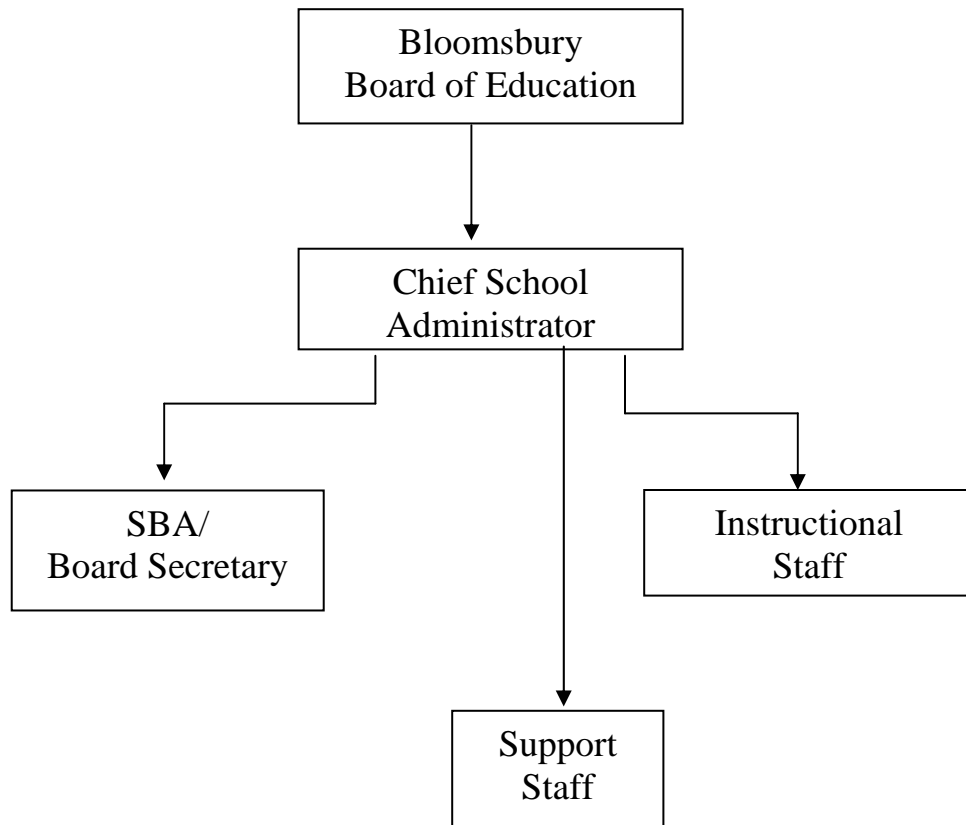 Bloomsbury
Board of Education
Chief School
Administrator
SBA/
Board Secretary
Instructional
Staff
Support
Staff